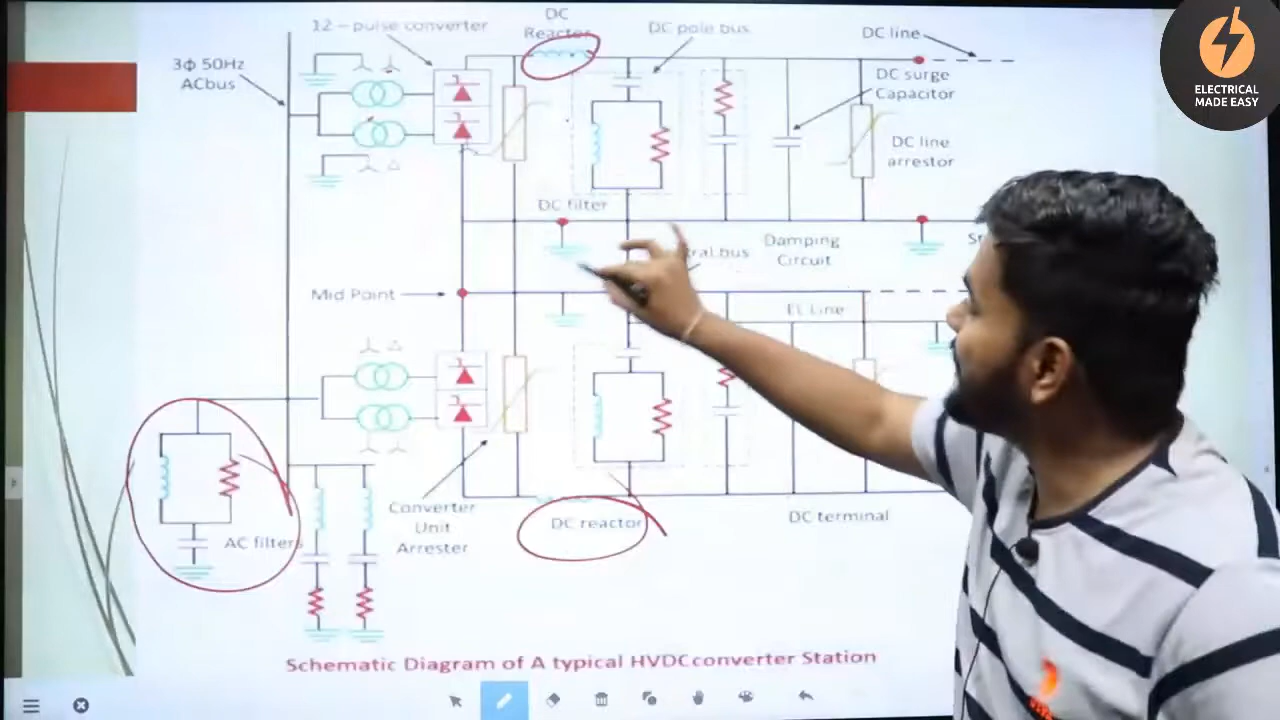 12-pulse converter
DC
Reactor
DC pole bus
DC line
3ф 50Hz
ACbus
DC surge
Capacitor
DC line
arrestor
DC filter
Damping
Circuit
Mid Point
EL Line
Converter
Unit
Arrester
DC reactor
DC terminal
AC filters
Schematic Diagram of A typical HVDCconverter Station
ELECTRICAL
MADE EASY